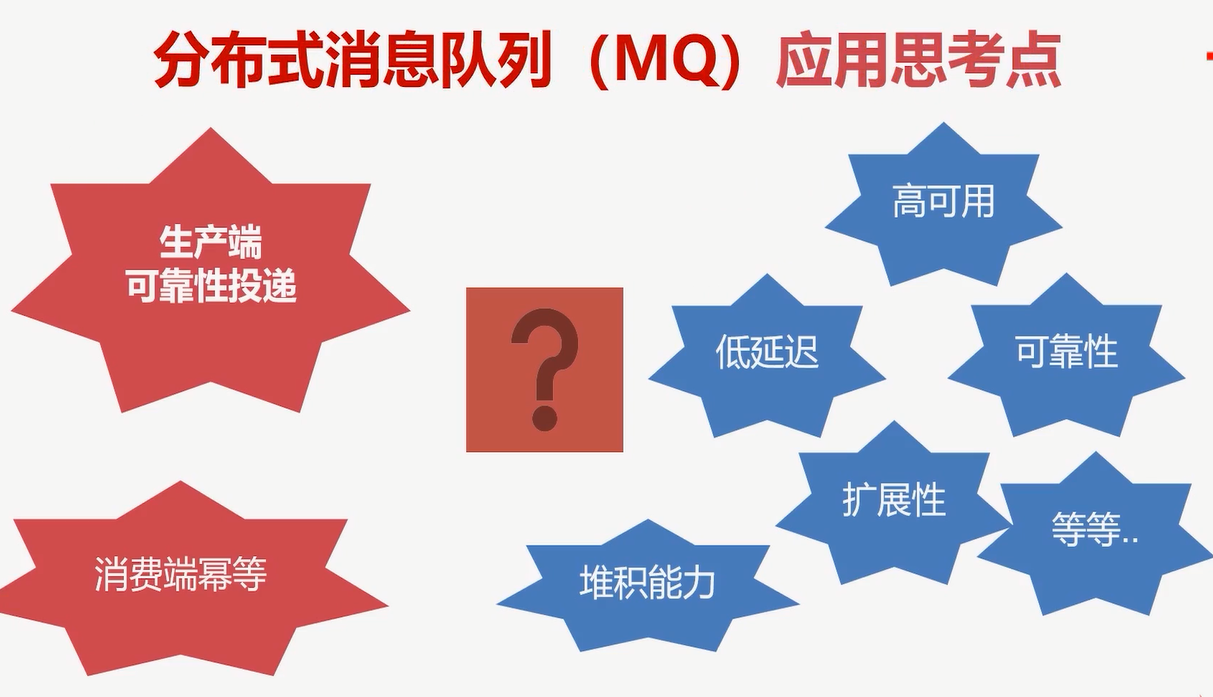 分布式消息队列（MQ）应用思考点
生产端
可靠性投递
?
高可用
低延迟
可靠性
扩展性
等等..
堆积能力
消费端幂等